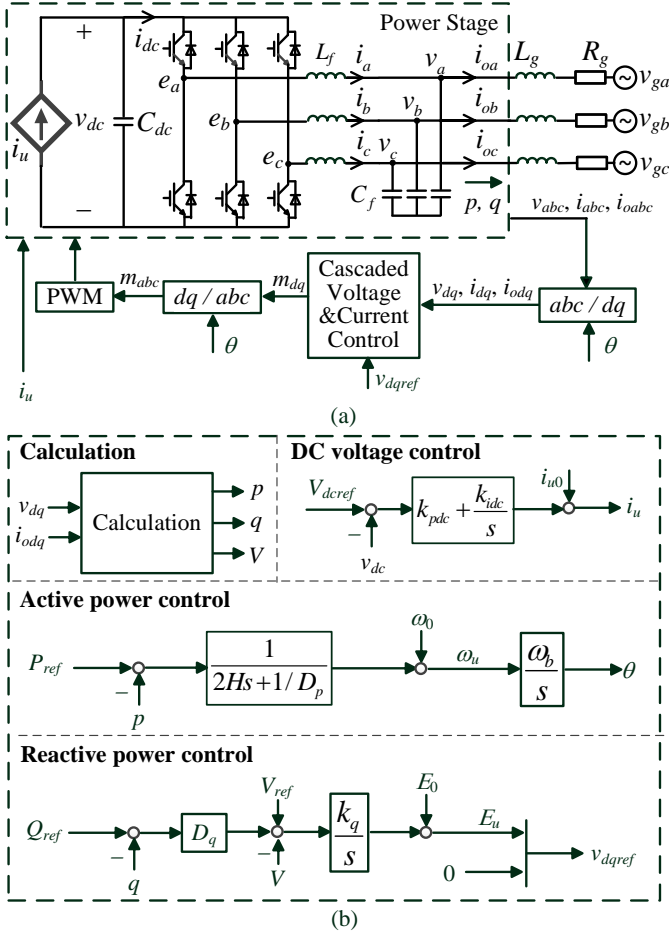 Power Stage
+
i_dc
L_f
i_a
v_a
i_oa
L_g
R_g
e_a
v_ga
i_b
v_b
i_ob
v_dc
C_dc
e_b
v_gb
i_u
i_c
v_c
i_oc
e_c
v_gc
−
C_f
p, q
v_abc, i_abc, i_oabc
PWM
m_abc
dq / abc
m_dq
Cascaded
Voltage
&Current
Control
v_dq, i_dq, i_odq
abc / dq
θ
θ
v_dqref
i_u
(a)
Calculation
v_dq
i_odq
Calculation
p
q
V
DC voltage control
V_dcref
−
v_dc
k_pdc + k_idc/s
i_u0
i_u
Active power control
P_ref
−
p
1/(2Hs+1/D_p)
ω_0
ω_u
ω_b/s
θ
Reactive power control
Q_ref
−
q
D_q
V_ref
−
V
k_q/s
E_0
E_u
0
v_dqref
(b)